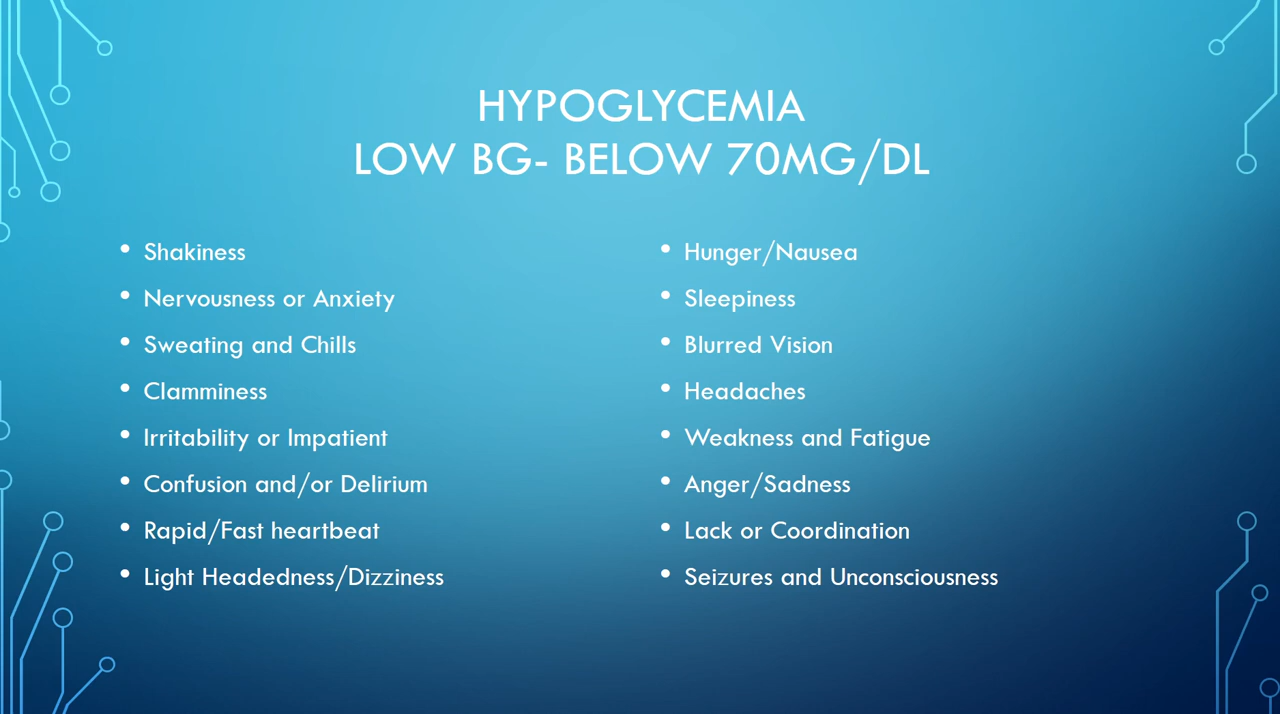 HYPOGLYCEMIA
LOW BG- BELOW 70MG/DL
• Shakiness
• Nervousness or Anxiety
• Sweating and Chills
• Clamminess
• Irritability or Impatient
• Confusion and/or Delirium
• Rapid/Fast heartbeat
• Light Headedness/Dizziness
• Hunger/Nausea
• Sleepiness
• Blurred Vision
• Headaches
• Weakness and Fatigue
• Anger/Sadness
• Lack or Coordination
• Seizures and Unconsciousness